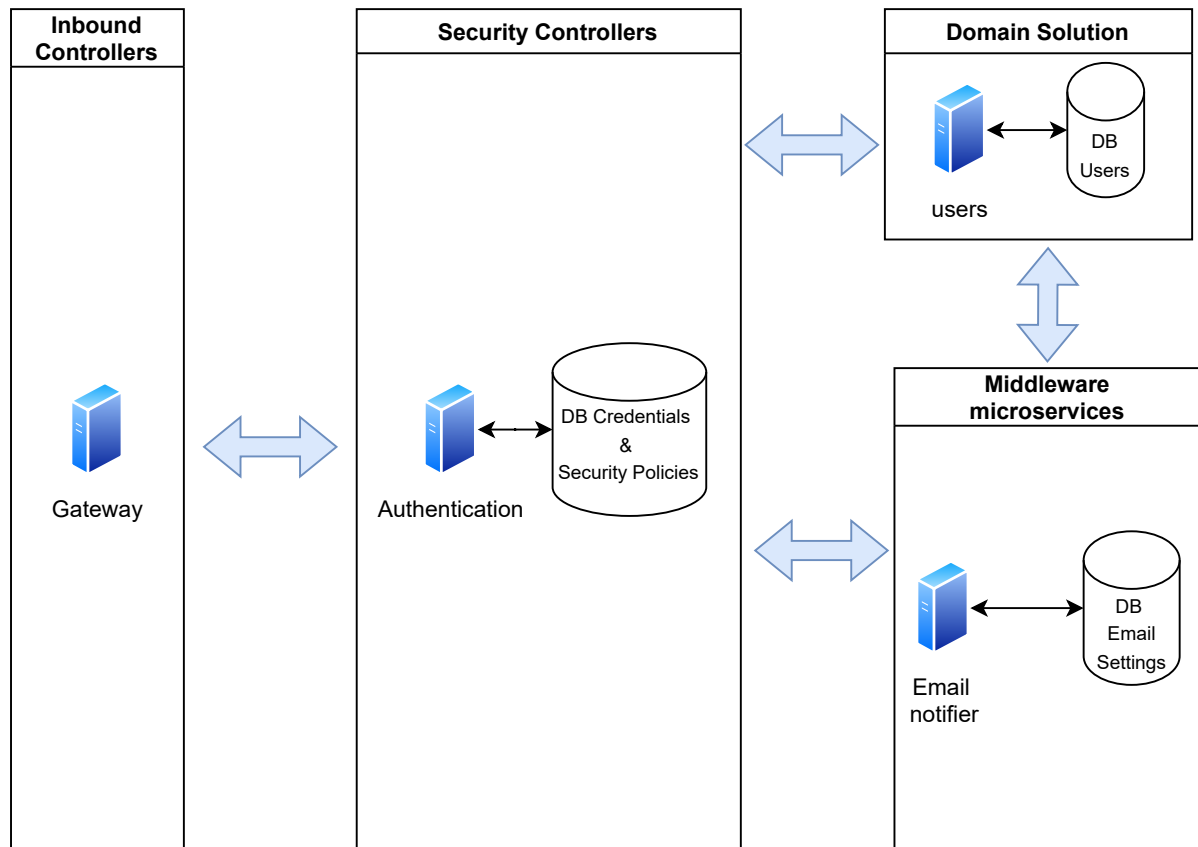 Inbound
Controllers
Gateway
Security Controllers
Authentication
DB Credentials
&
Security Policies
Domain Solution
users
DB
Users
Middleware
microservices
Email
notifier
DB
Email
Settings